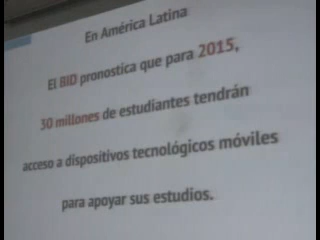 En América Latina
El BID pronostica que para 2015,
30 millones de estudiantes tendrán
acceso a dispositivos tecnológicos móviles
para apoyar sus estudios.